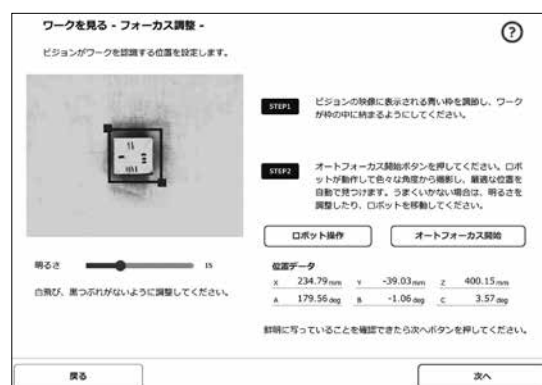 ワークを見る - フォーカス調整 -
?
ビジョンがワークを認識する位置を設定します。
STEP1
ビジョンの映像に表示される青い枠を調節し、ワーク
が枠の中に納まるようにしてください。
STEP2
オートフォーカス開始ボタンを押してください。ロボ
ットが動作して色々な角度から撮影し、最適な位置を
自動で見つけます。うまくいかない場合は、明るさを
調整したり、ロボットを移動してください。
ロボット操作
オートフォーカス開始
明るさ
15
白飛び、黒つぶれがないように調整してください。
位置データ
X 234.79 mm Y -39.03 mm Z 400.15 mm
A 179.56 deg B -1.06 deg C 3.57 deg
鮮明に写っていることを確認できたら次へボタンを押してください。
戻る
次へ